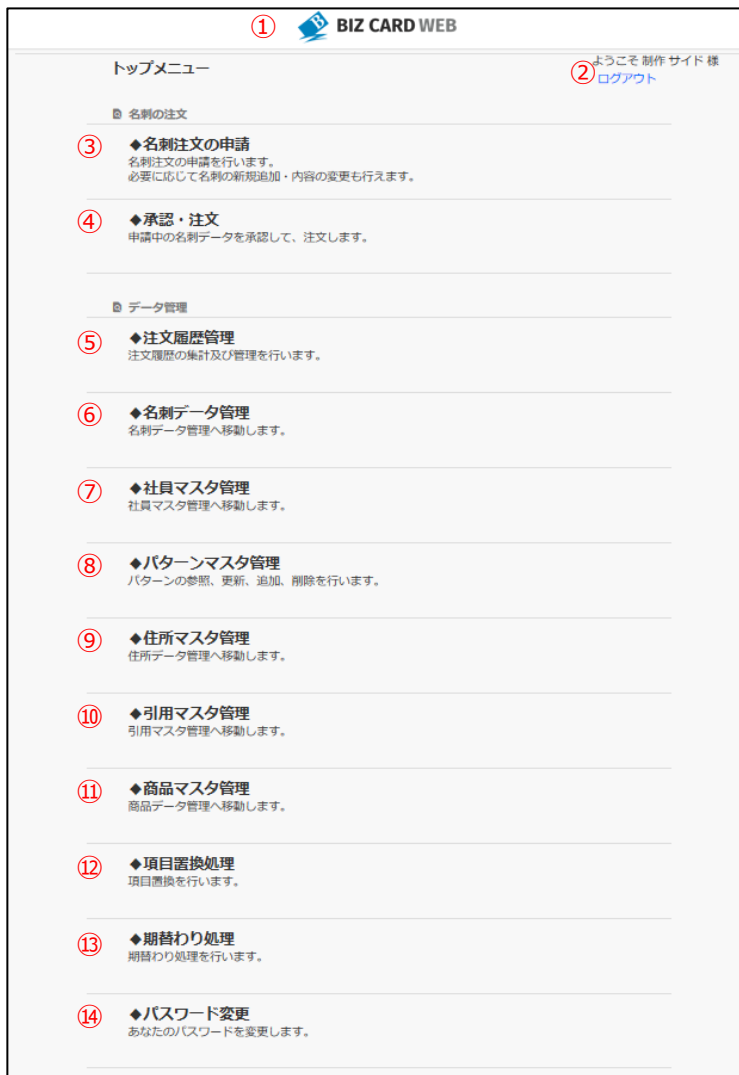 ① BIZ CARD WEB
トップメニュー
ようこそ 制作 サイド 様
② ログアウト
名刺の注文
③ ◆名刺注文の申請
名刺注文の申請を行います。
必要に応じて名刺の新規追加・内容の変更も行えます。
④ ◆承認・注文
申請中の名刺データを承認して、注文します。
データ管理
⑤ ◆注文履歴管理
注文履歴の集計及び管理を行います。
⑥ ◆名刺データ管理
名刺データ管理へ移動します。
⑦ ◆社員マスタ管理
社員マスタ管理へ移動します。
⑧ ◆パターンマスタ管理
パターンの参照、更新、追加、削除を行います。
⑨ ◆住所マスタ管理
住所データ管理へ移動します。
⑩ ◆引用マスタ管理
引用マスタ管理へ移動します。
⑪ ◆商品マスタ管理
商品データ管理へ移動します。
⑫ ◆項目置換処理
項目置換を行います。
⑬ ◆期替わり処理
期替わり処理を行います。
⑭ ◆パスワード変更
あなたのパスワードを変更します。